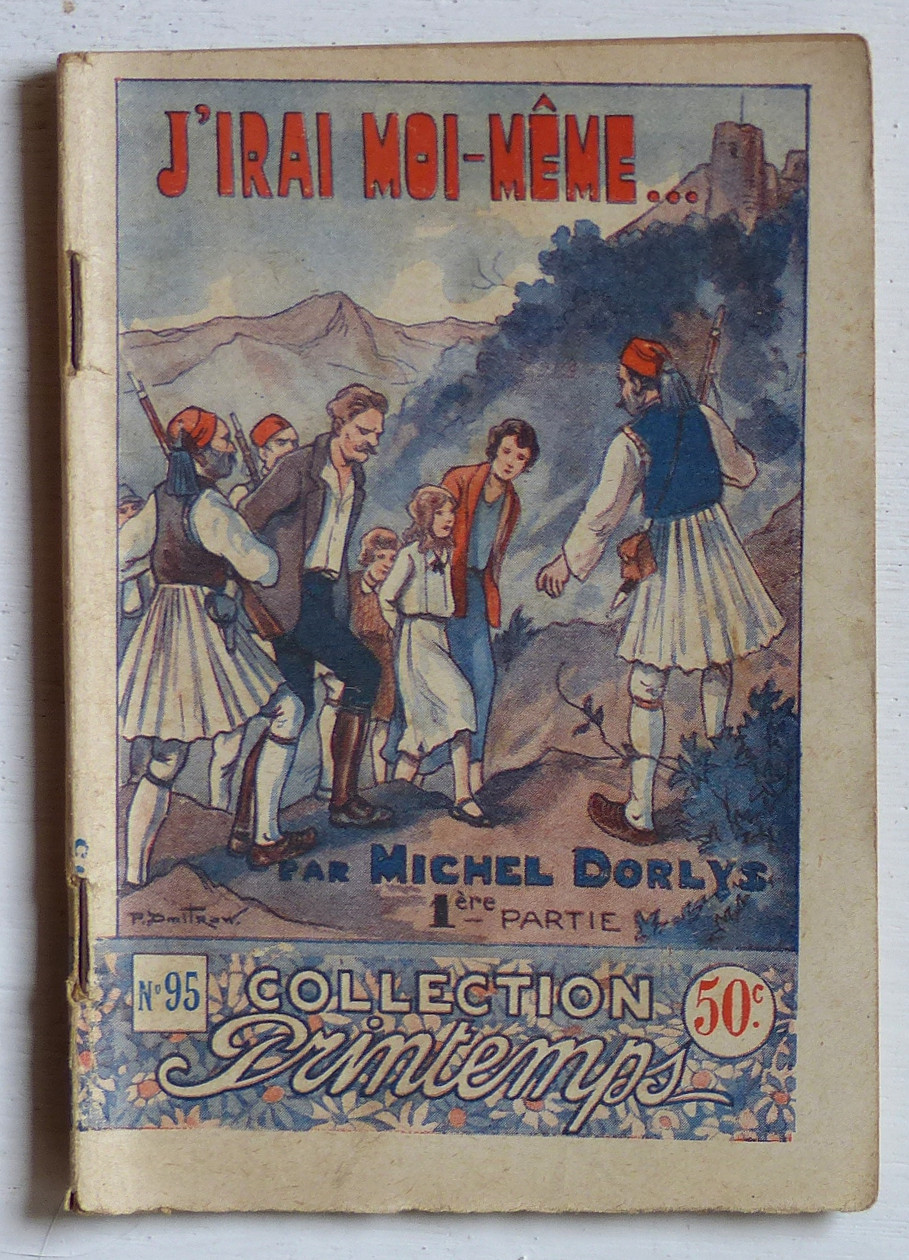 J'IRAI MOI-MÊME...
PAR MICHEL DORLYS
1ère PARTIE
P. Dmitrow.
N° 95
COLLECTION
Printemps
50c.